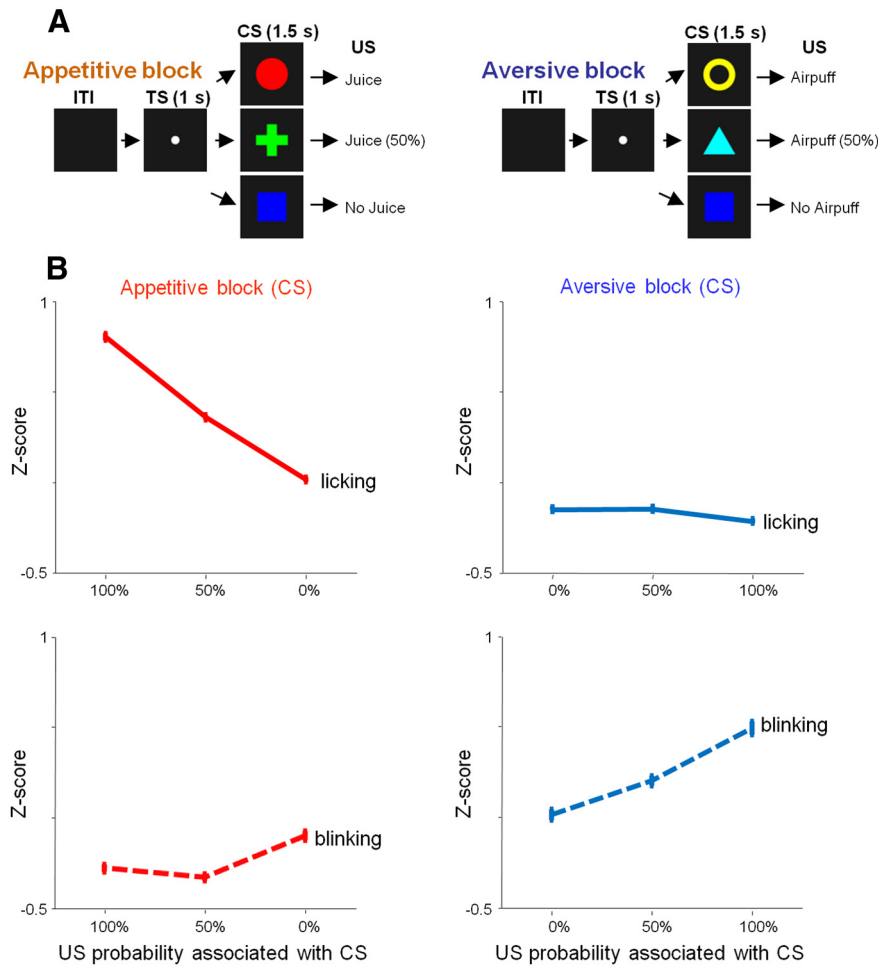 A
Appetitive block
ITI
TS (1 s)
CS (1.5 s)
US
Juice
Juice (50%)
No Juice
Aversive block
ITI
TS (1 s)
CS (1.5 s)
US
Airpuff
Airpuff (50%)
No Airpuff
B
Appetitive block (CS)
1
Z-score
-0.5
licking
100% 50% 0%
Aversive block (CS)
1
Z-score
-0.5
licking
0% 50% 100%
1
Z-score
-0.5
blinking
100% 50% 0%
US probability associated with CS
1
Z-score
-0.5
blinking
0% 50% 100%
US probability associated with CS